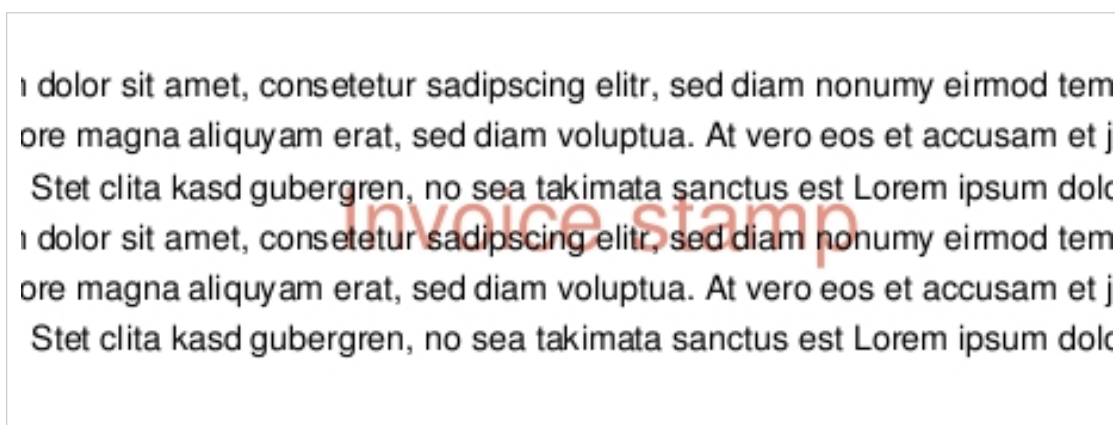 dolor sit amet, consetetur sadipscing elitr, sed diam nonumy eirmod tem
ore magna aliquyam erat, sed diam voluptua. At vero eos et accusam et j
Stet clita kasd gubergren, no sea takimata sanctus est Lorem ipsum dolo
Invoice stamp
dolor sit amet, consetetur sadipscing elitr, sed diam nonumy eirmod tem
ore magna aliquyam erat, sed diam voluptua. At vero eos et accusam et j
Stet clita kasd gubergren, no sea takimata sanctus est Lorem ipsum dolo